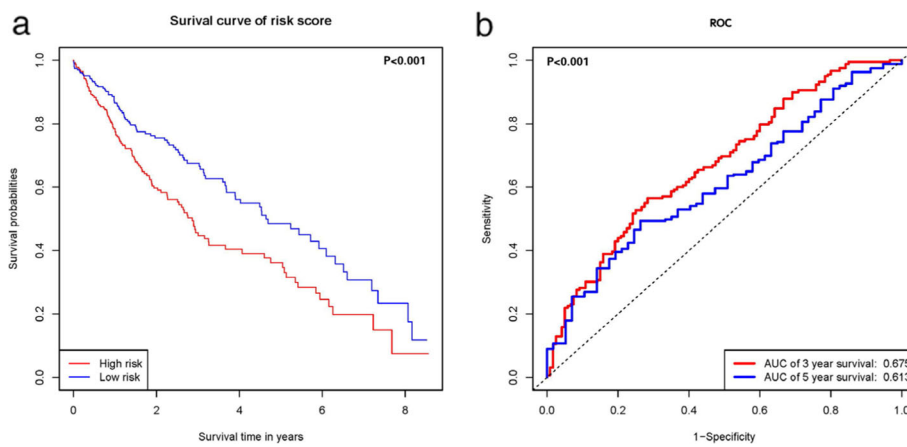 a
Surival curve of risk score
P<0.001
1.0
0.8
0.6
0.4
0.2
0.0
Survival probabilities
High risk
Low risk
0
2
4
6
8
Survival time in years
b
ROC
P<0.001
1.0
0.8
0.6
0.4
0.2
0.0
Sensitivity
AUC of 3 year survival: 0.675
AUC of 5 year survival: 0.613
0.0
0.2
0.4
0.6
0.8
1.0
1-Specificity